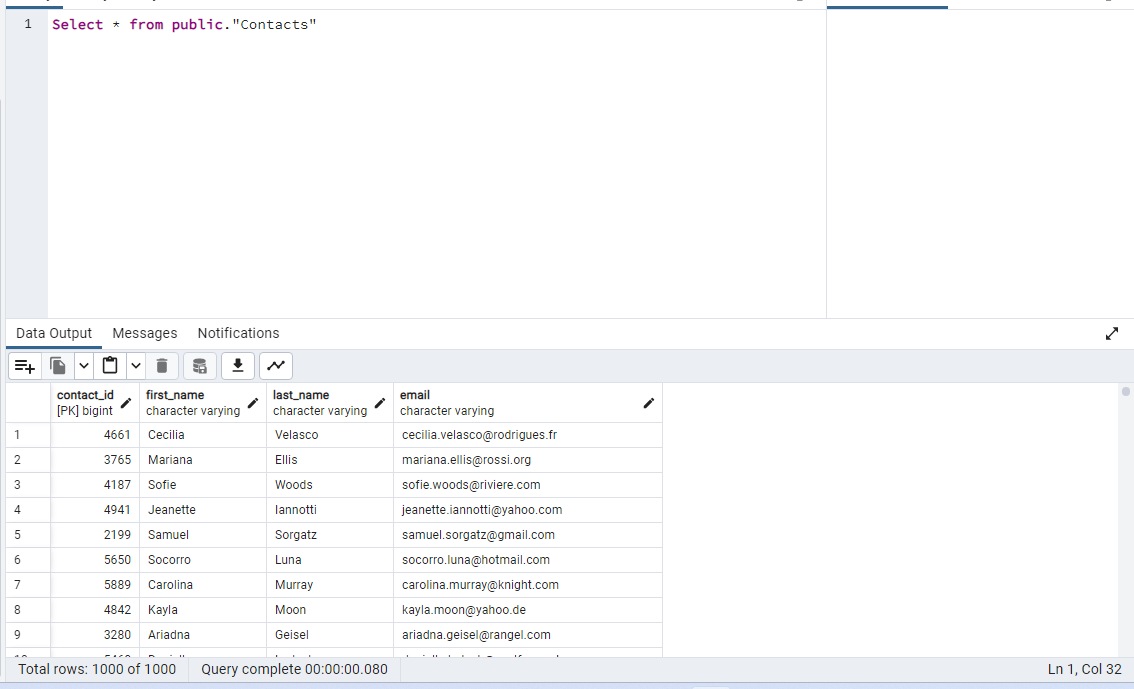 1 Select * from public."Contacts"
Data Output Messages Notifications
contact_id first_name last_name email
[PK] bigint character varying character varying character varying
1 4661 Cecilia Velasco cecilia.velasco@rodrigues.fr
2 3765 Mariana Ellis mariana.ellis@rossi.org
3 4187 Sofie Woods sofie.woods@riviere.com
4 4941 Jeanette Iannotti jeanette.iannotti@yahoo.com
5 2199 Samuel Sorgatz samuel.sorgatz@gmail.com
6 5650 Socorro Luna socorro.luna@hotmail.com
7 5889 Carolina Murray carolina.murray@knight.com
8 4842 Kayla Moon kayla.moon@yahoo.de
9 3280 Ariadna Geisel ariadna.geisel@rangel.com
Total rows: 1000 of 1000 Query complete 00:00:00.080 Ln 1, Col 32